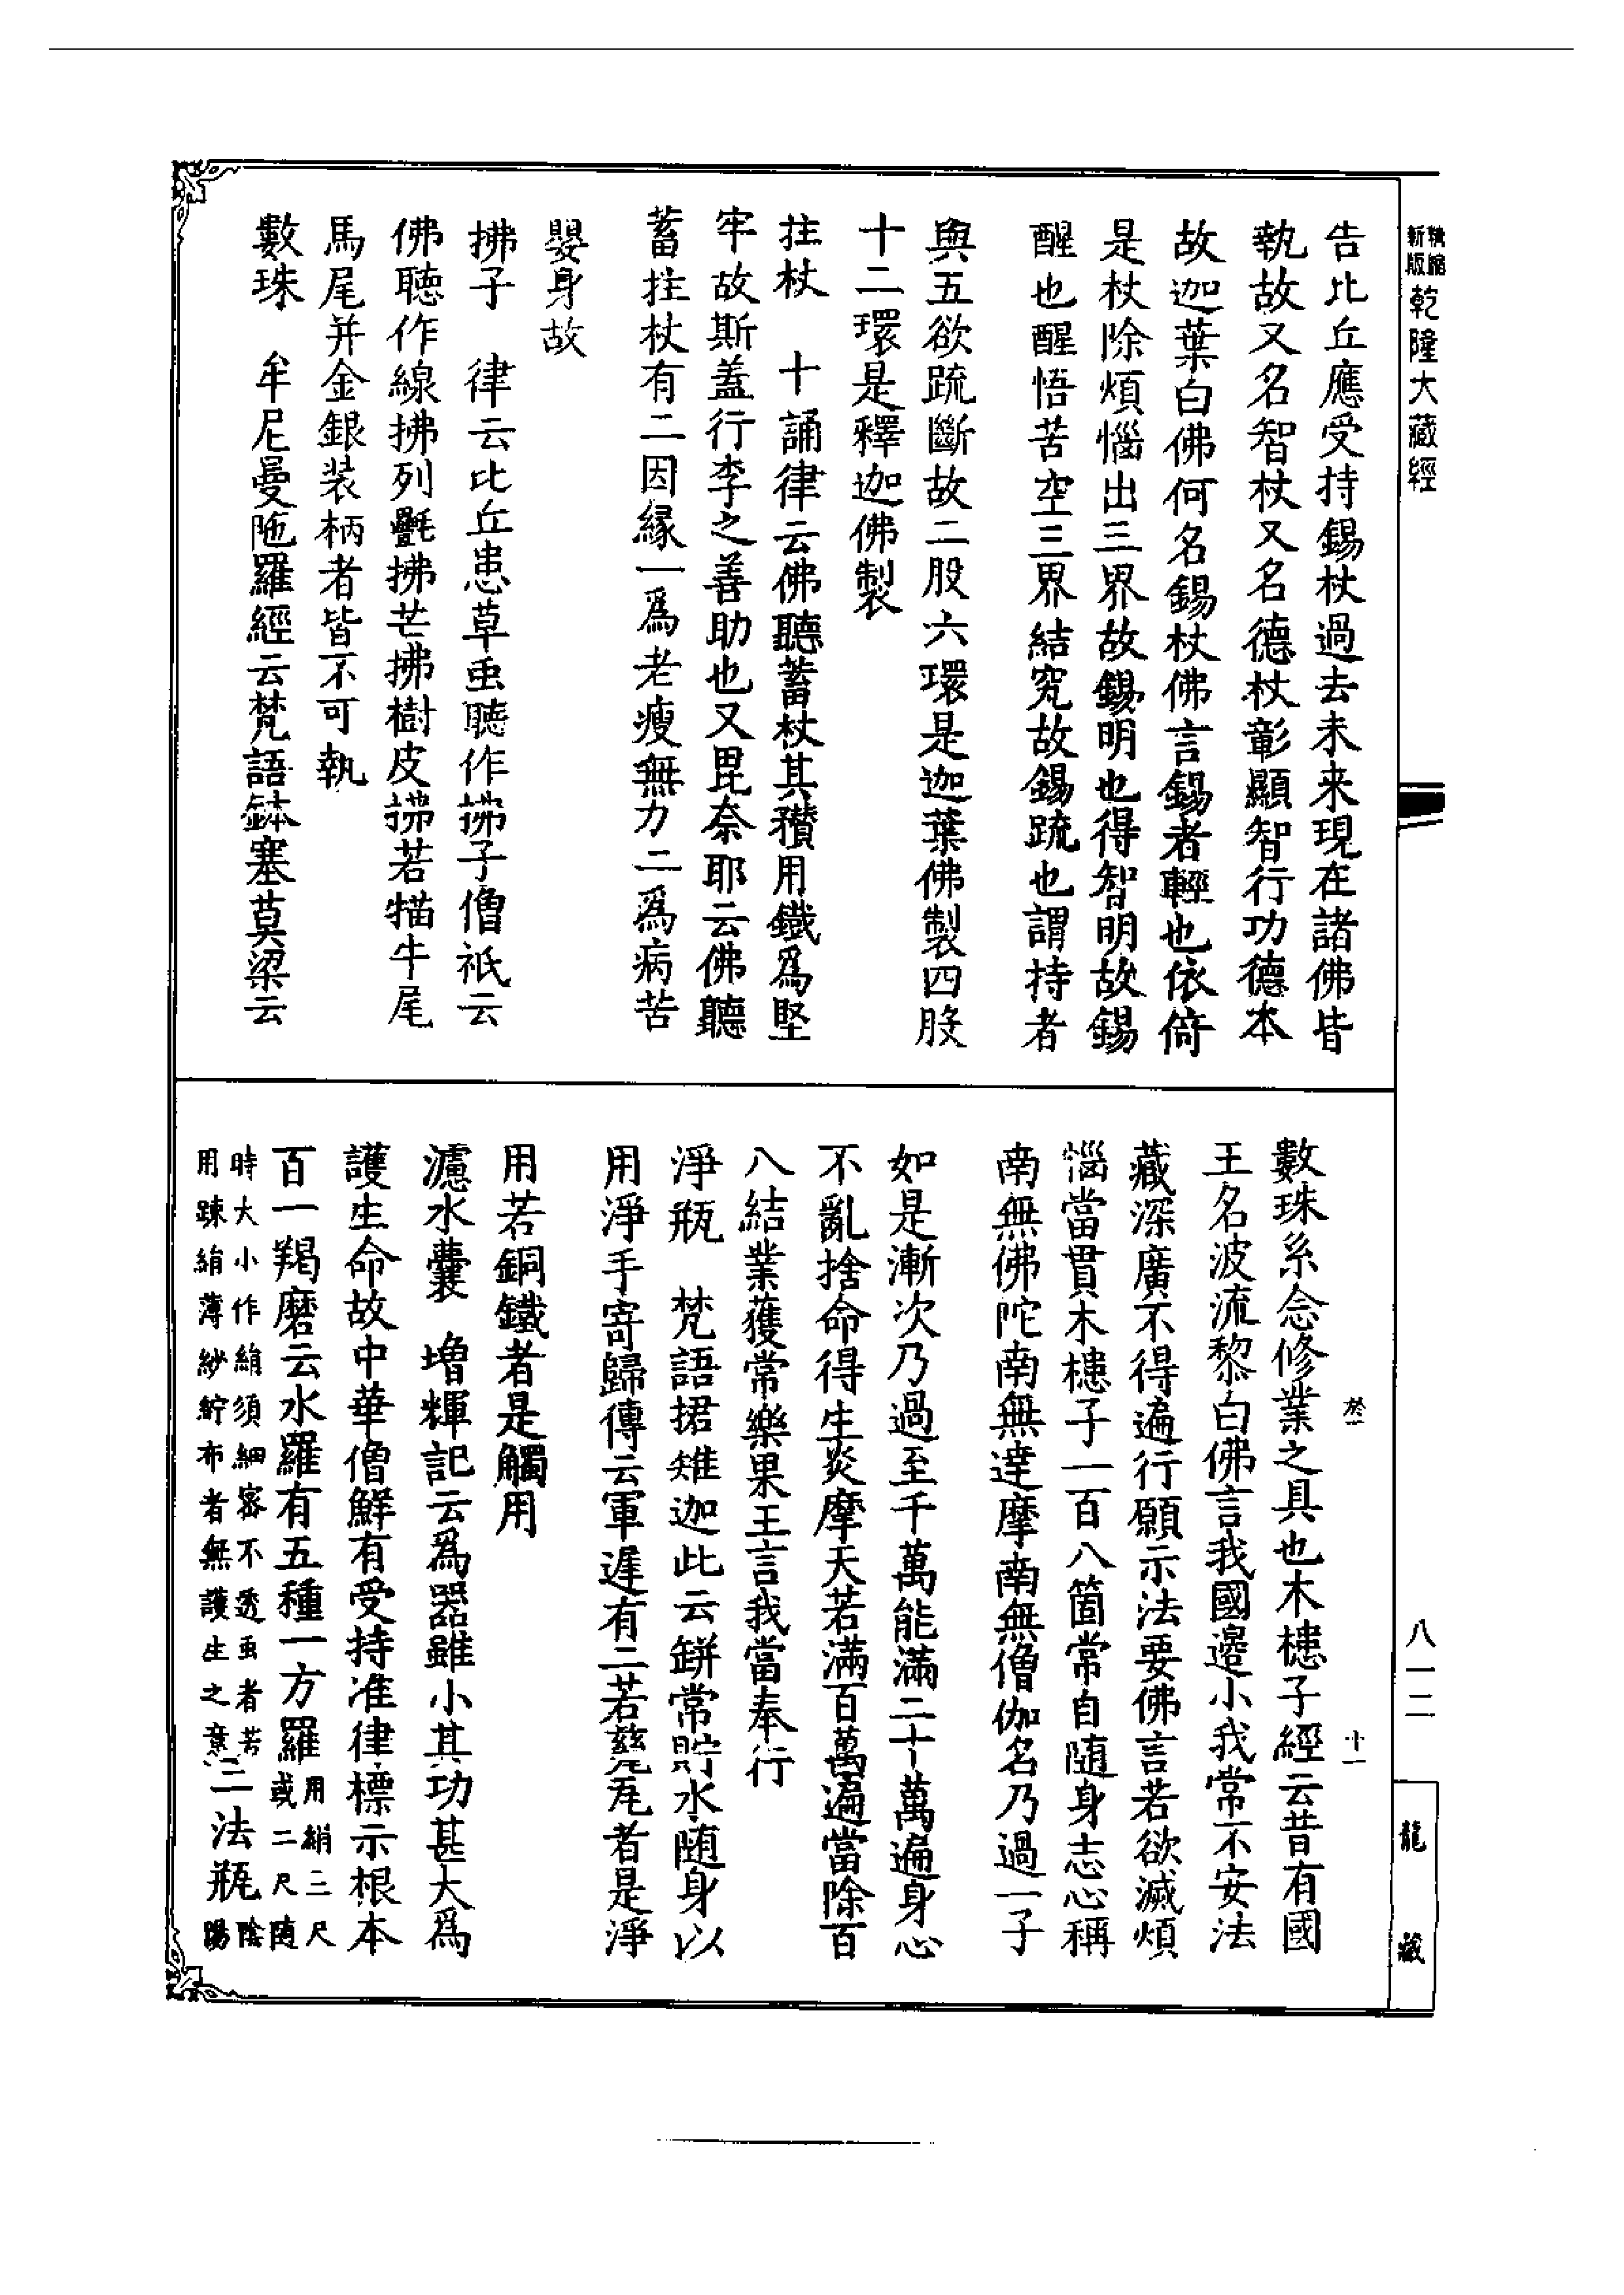 新版精縮
乾隆大藏經
告比丘應受持錫杖過去未来現在諸佛皆
執故又名智杖又名德杖彰顯智行功德本
故迦葉白佛何名錫杖佛言錫者輕也依倚
是杖除煩惱出三界故錫明也得智明故錫
醒也醒悟苦空三界結究故錫䟽也謂持者
與五欲䟽斷故二股六環是迦葉佛製四股
十二環是釋迦佛製
拄杖　十誦律云佛聽蓄杖其穳用鐵爲堅
牢故斯盖行李之善助也又毘奈耶云佛聽
蓄拄杖有二因縁一爲老瘦無力二爲病苦
嬰身故
拂子　律云比丘患草䖝聽作拂子僧祇云
佛聽作線拂列㲲拂芒拂樹皮拂若犛牛尾
馬尾并金銀装柄者皆不可執
數珠　牟尼曼陁羅經云梵語鉢塞莫梁云
數珠系念修業之具也木槵子經云昔有國
王名波流黎白佛言我國邊小我常不安法
藏深廣不得遍行願示法要佛言若欲滅煩
惱當貫木槵子一百八箇常自随身志心稱
南無佛陀南無達摩南無僧伽名乃過一子
如是漸次乃過至千萬能滿二十萬遍身心
不亂捨命得生炎摩天若滿百萬遍當除百
八結業獲常樂果王言我當奉行
淨瓶　梵語捃雉迦此云缾常貯水随身以
用淨手寄歸傳云軍遲有二若甆瓦者是淨
用若銅鐵者是觸用
濾水囊　增輝記云爲器雖小其功甚大爲
護生命故中華僧鮮有受持准律標示根本
百一羯磨云水羅有五種一方羅用絹三尺或二尺随
時大小作絹須細密不透䖝者若用踈絹薄紗紵布者無護生之意二法瓶陰陽
於一
十一
八一二
龍藏